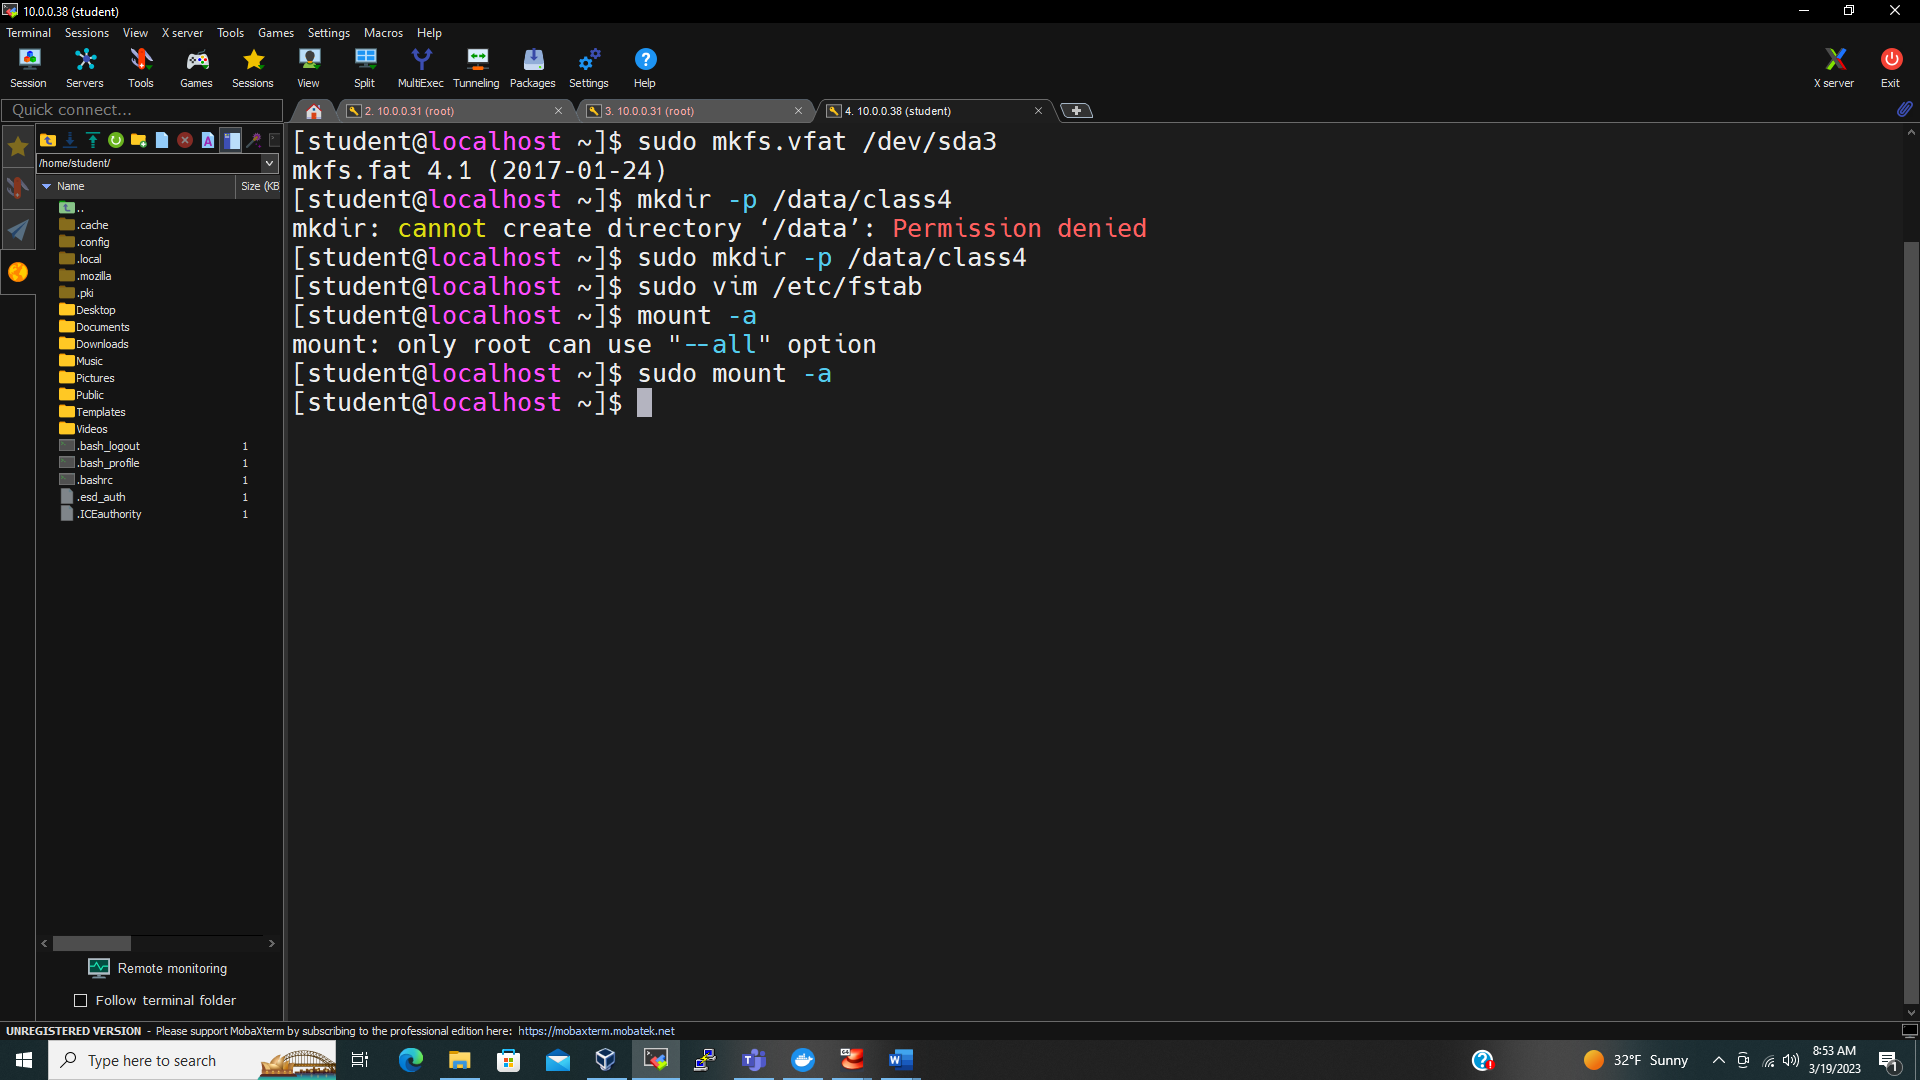 10.0.0.38 (student)
Terminal Sessions View X server Tools Games Settings Macros Help
Session Servers Tools Games Sessions View Split MultiExec Tunneling Packages Settings Help X server Exit
Quick connect...
2. 10.0.0.31 (root)
3. 10.0.0.31 (root)
4. 10.0.0.38 (student)
/home/student/
Name Size (KB
..
.cache
.config
.local
.mozilla
.pki
Desktop
Documents
Downloads
Music
Pictures
Public
Templates
Videos
.bash_logout 1
.bash_profile 1
.bashrc 1
.esd_auth 1
.ICEauthority 1
Remote monitoring
Follow terminal folder
[student@localhost ~]$ sudo mkfs.vfat /dev/sda3
mkfs.fat 4.1 (2017-01-24)
[student@localhost ~]$ mkdir -p /data/class4
mkdir: cannot create directory ‘/data’: Permission denied
[student@localhost ~]$ sudo mkdir -p /data/class4
[student@localhost ~]$ sudo vim /etc/fstab
[student@localhost ~]$ mount -a
mount: only root can use "--all" option
[student@localhost ~]$ sudo mount -a
[student@localhost ~]$
UNREGISTERED VERSION - Please support MobaXterm by subscribing to the professional edition here: https://mobaxterm.mobatek.net
Type here to search
32°F Sunny
8:53 AM
3/19/2023
1